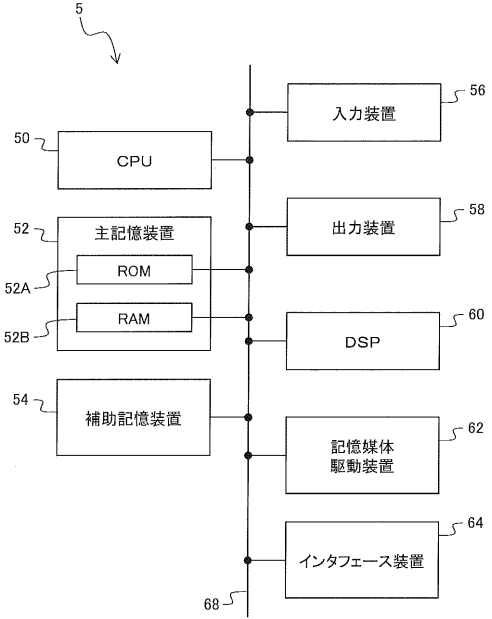 5
50
CPU
52
主記憶装置
52A
ROM
52B
RAM
54
補助記憶装置
56
入力装置
58
出力装置
60
DSP
62
記憶媒体
駆動装置
64
インタフェース装置
68